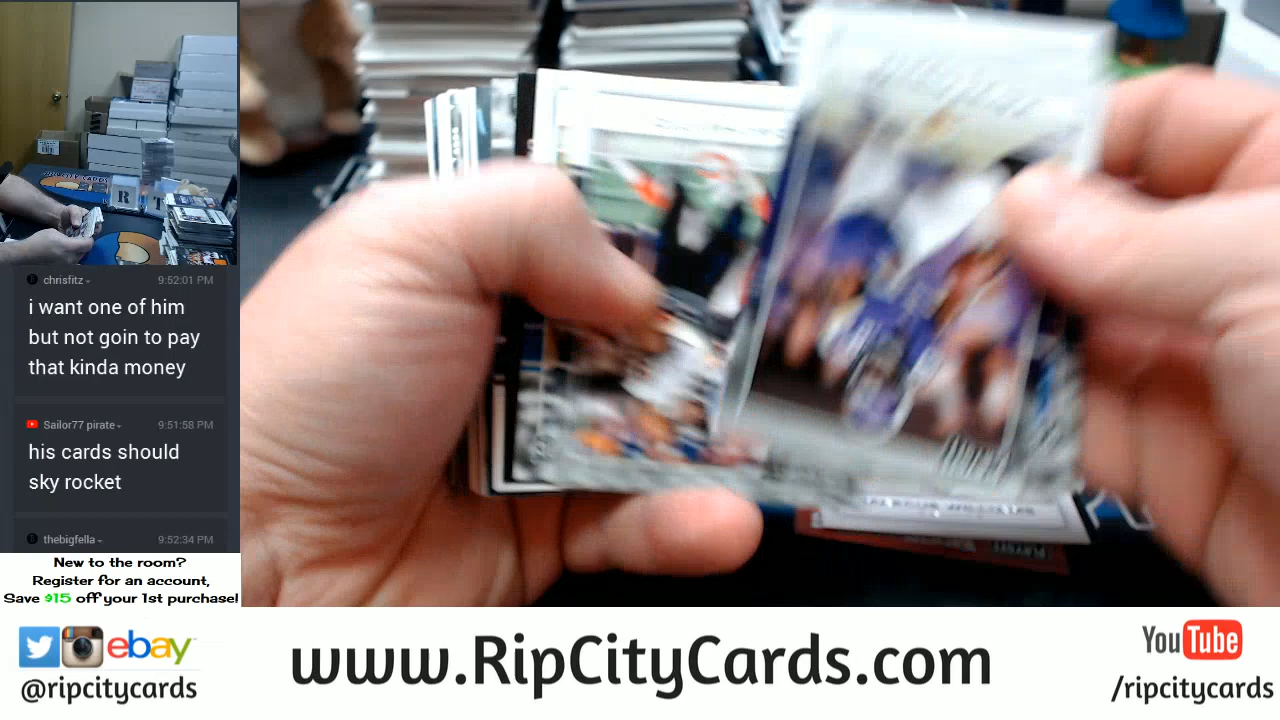 chrisfitz
9:52:01 PM
i want one of him
but not goin to pay
that kinda money
Sailor77 pirate
9:51:58 PM
his cards should
sky rocket
thebigfella
9:52:34 PM
New to the room?
Register for an account,
Save $15 off your 1st purchase!
ebay
@ripcitycards
www.RipCityCards.com
YouTube
/ripcitycards
R T